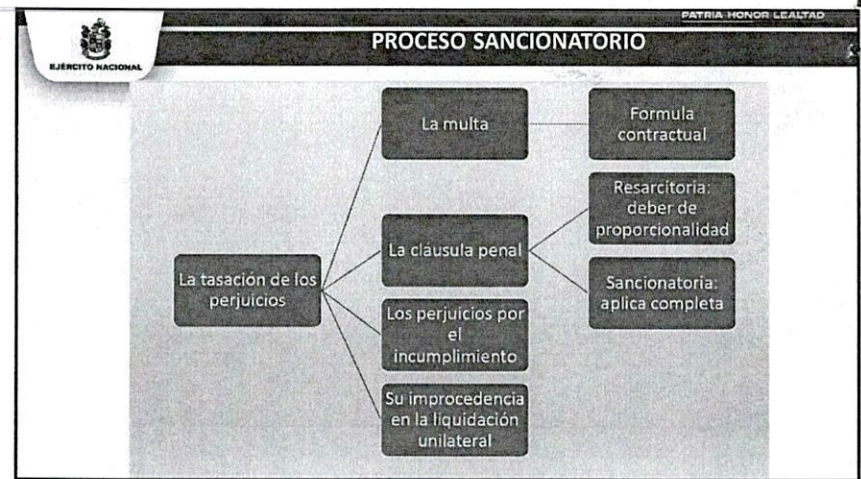 PATRIA HONOR LEALTAD
EJÉRCITO NACIONAL
PROCESO SANCIONATORIO
La multa
Formula
contractual
Resarcitoria:
deber de
proporcionalidad
La cláusula penal
La tasación de los
perjuicios
Sancionatoria:
aplica completa
Los perjuicios por
el
incumplimiento
Su improcedencia
en la liquidación
unilateral